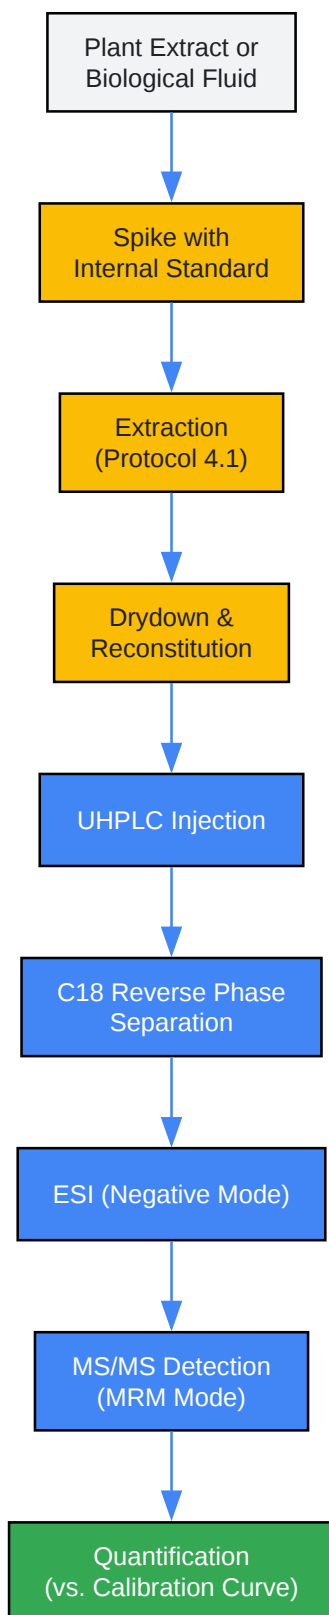 Plant Extract or
Biological Fluid
Spike with
Internal Standard
Extraction
(Protocol 4.1)
Drydown &
Reconstitution
UHPLC Injection
C18 Reverse Phase
Separation
ESI (Negative Mode)
MS/MS Detection
(MRM Mode)
Quantification
(vs. Calibration Curve)